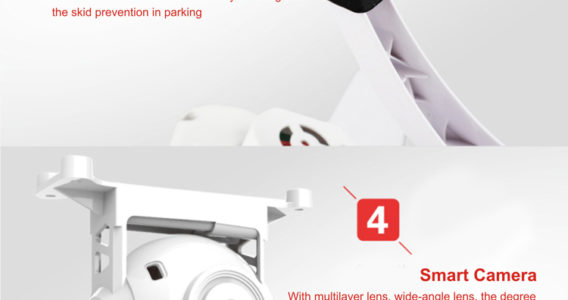 the skid prevention in parking
4
Smart Camera
With multilayer lens, wide-angle lens, the degree